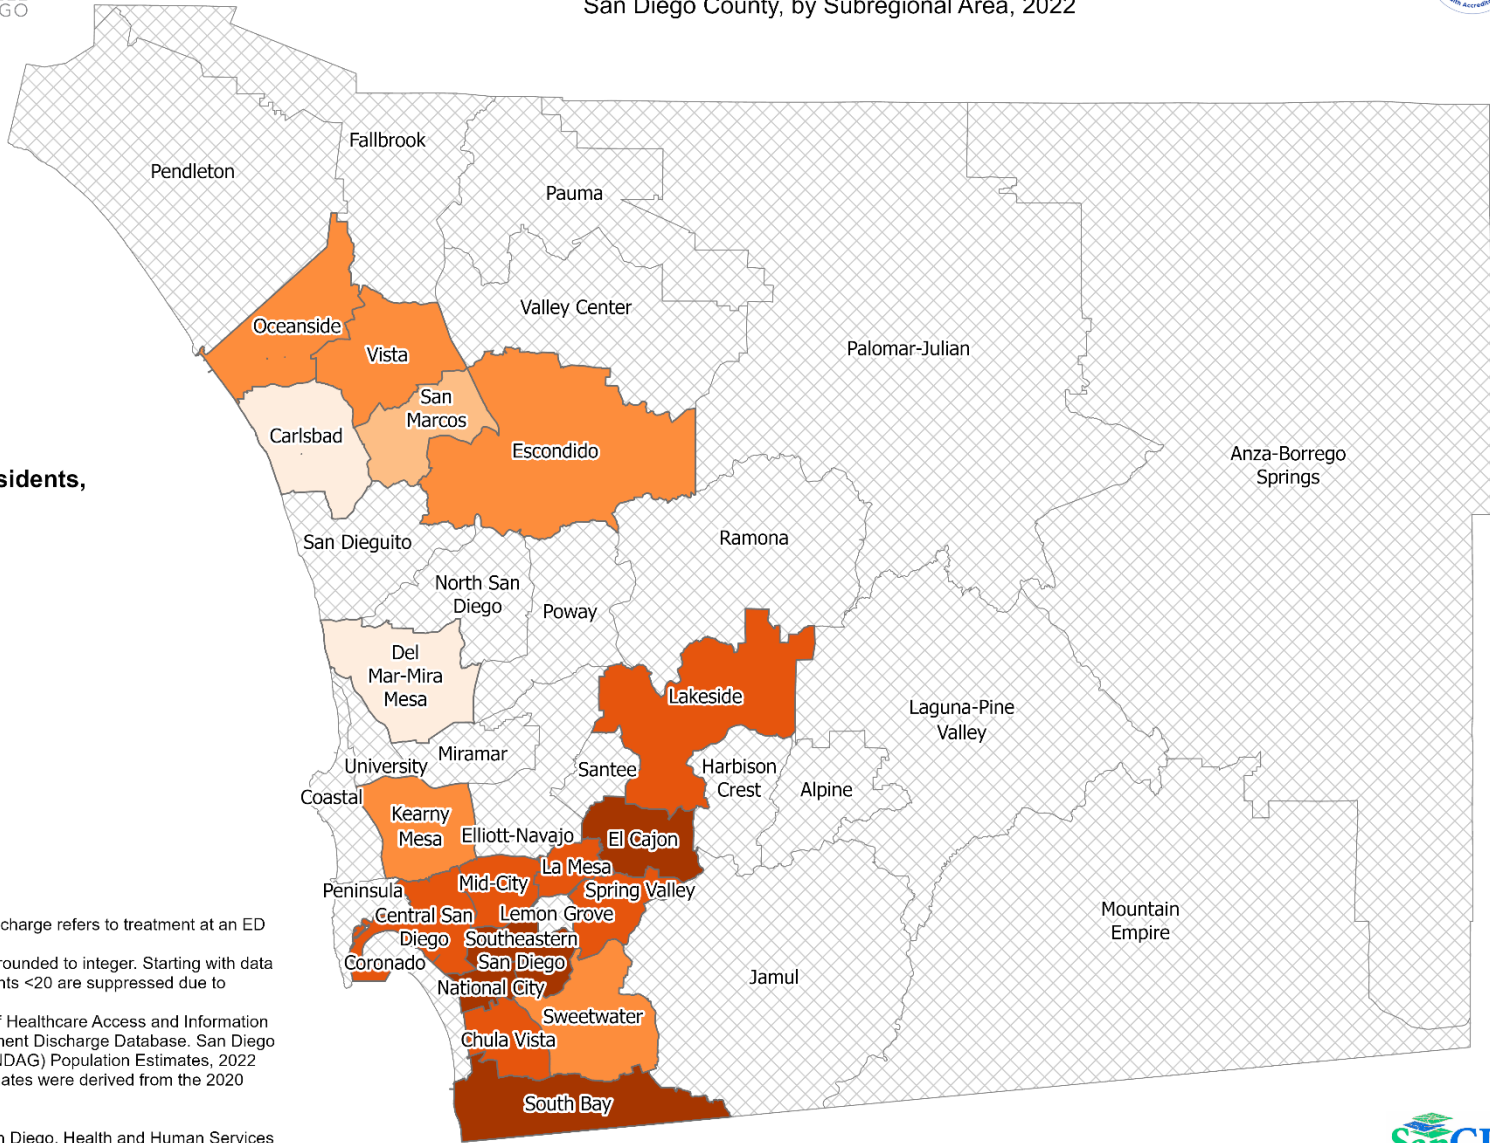 GO
San Diego County, by Subregional Area, 2022
Fallbrook
Pendleton
Pauma
Valley Center
Oceanside
Vista
Palomar-Julian
San
Marcos
Carlsbad
Escondido
Anza-Borrego
Springs
sidents,
San Dieguito
Ramona
North San
Diego
Poway
Del
Mar-Mira
Mesa
Lakeside
Laguna-Pine
Valley
Miramar
University
Santee
Harbison
Crest
Alpine
Coastal
Kearny
Mesa
Elliott-Navajo
El Cajon
La Mesa
Mid-City
Spring Valley
Peninsula
Central San
Diego
Lemon Grove
Southeastern
San Diego
Coronado
National City
Mountain
Empire
Jamul
Sweetwater
Chula Vista
South Bay
charge refers to treatment at an ED
rounded to integer. Starting with data
nts <20 are suppressed due to
f Healthcare Access and Information
ment Discharge Database. San Diego
NDAG) Population Estimates, 2022
ates were derived from the 2020
n Diego, Health and Human Services